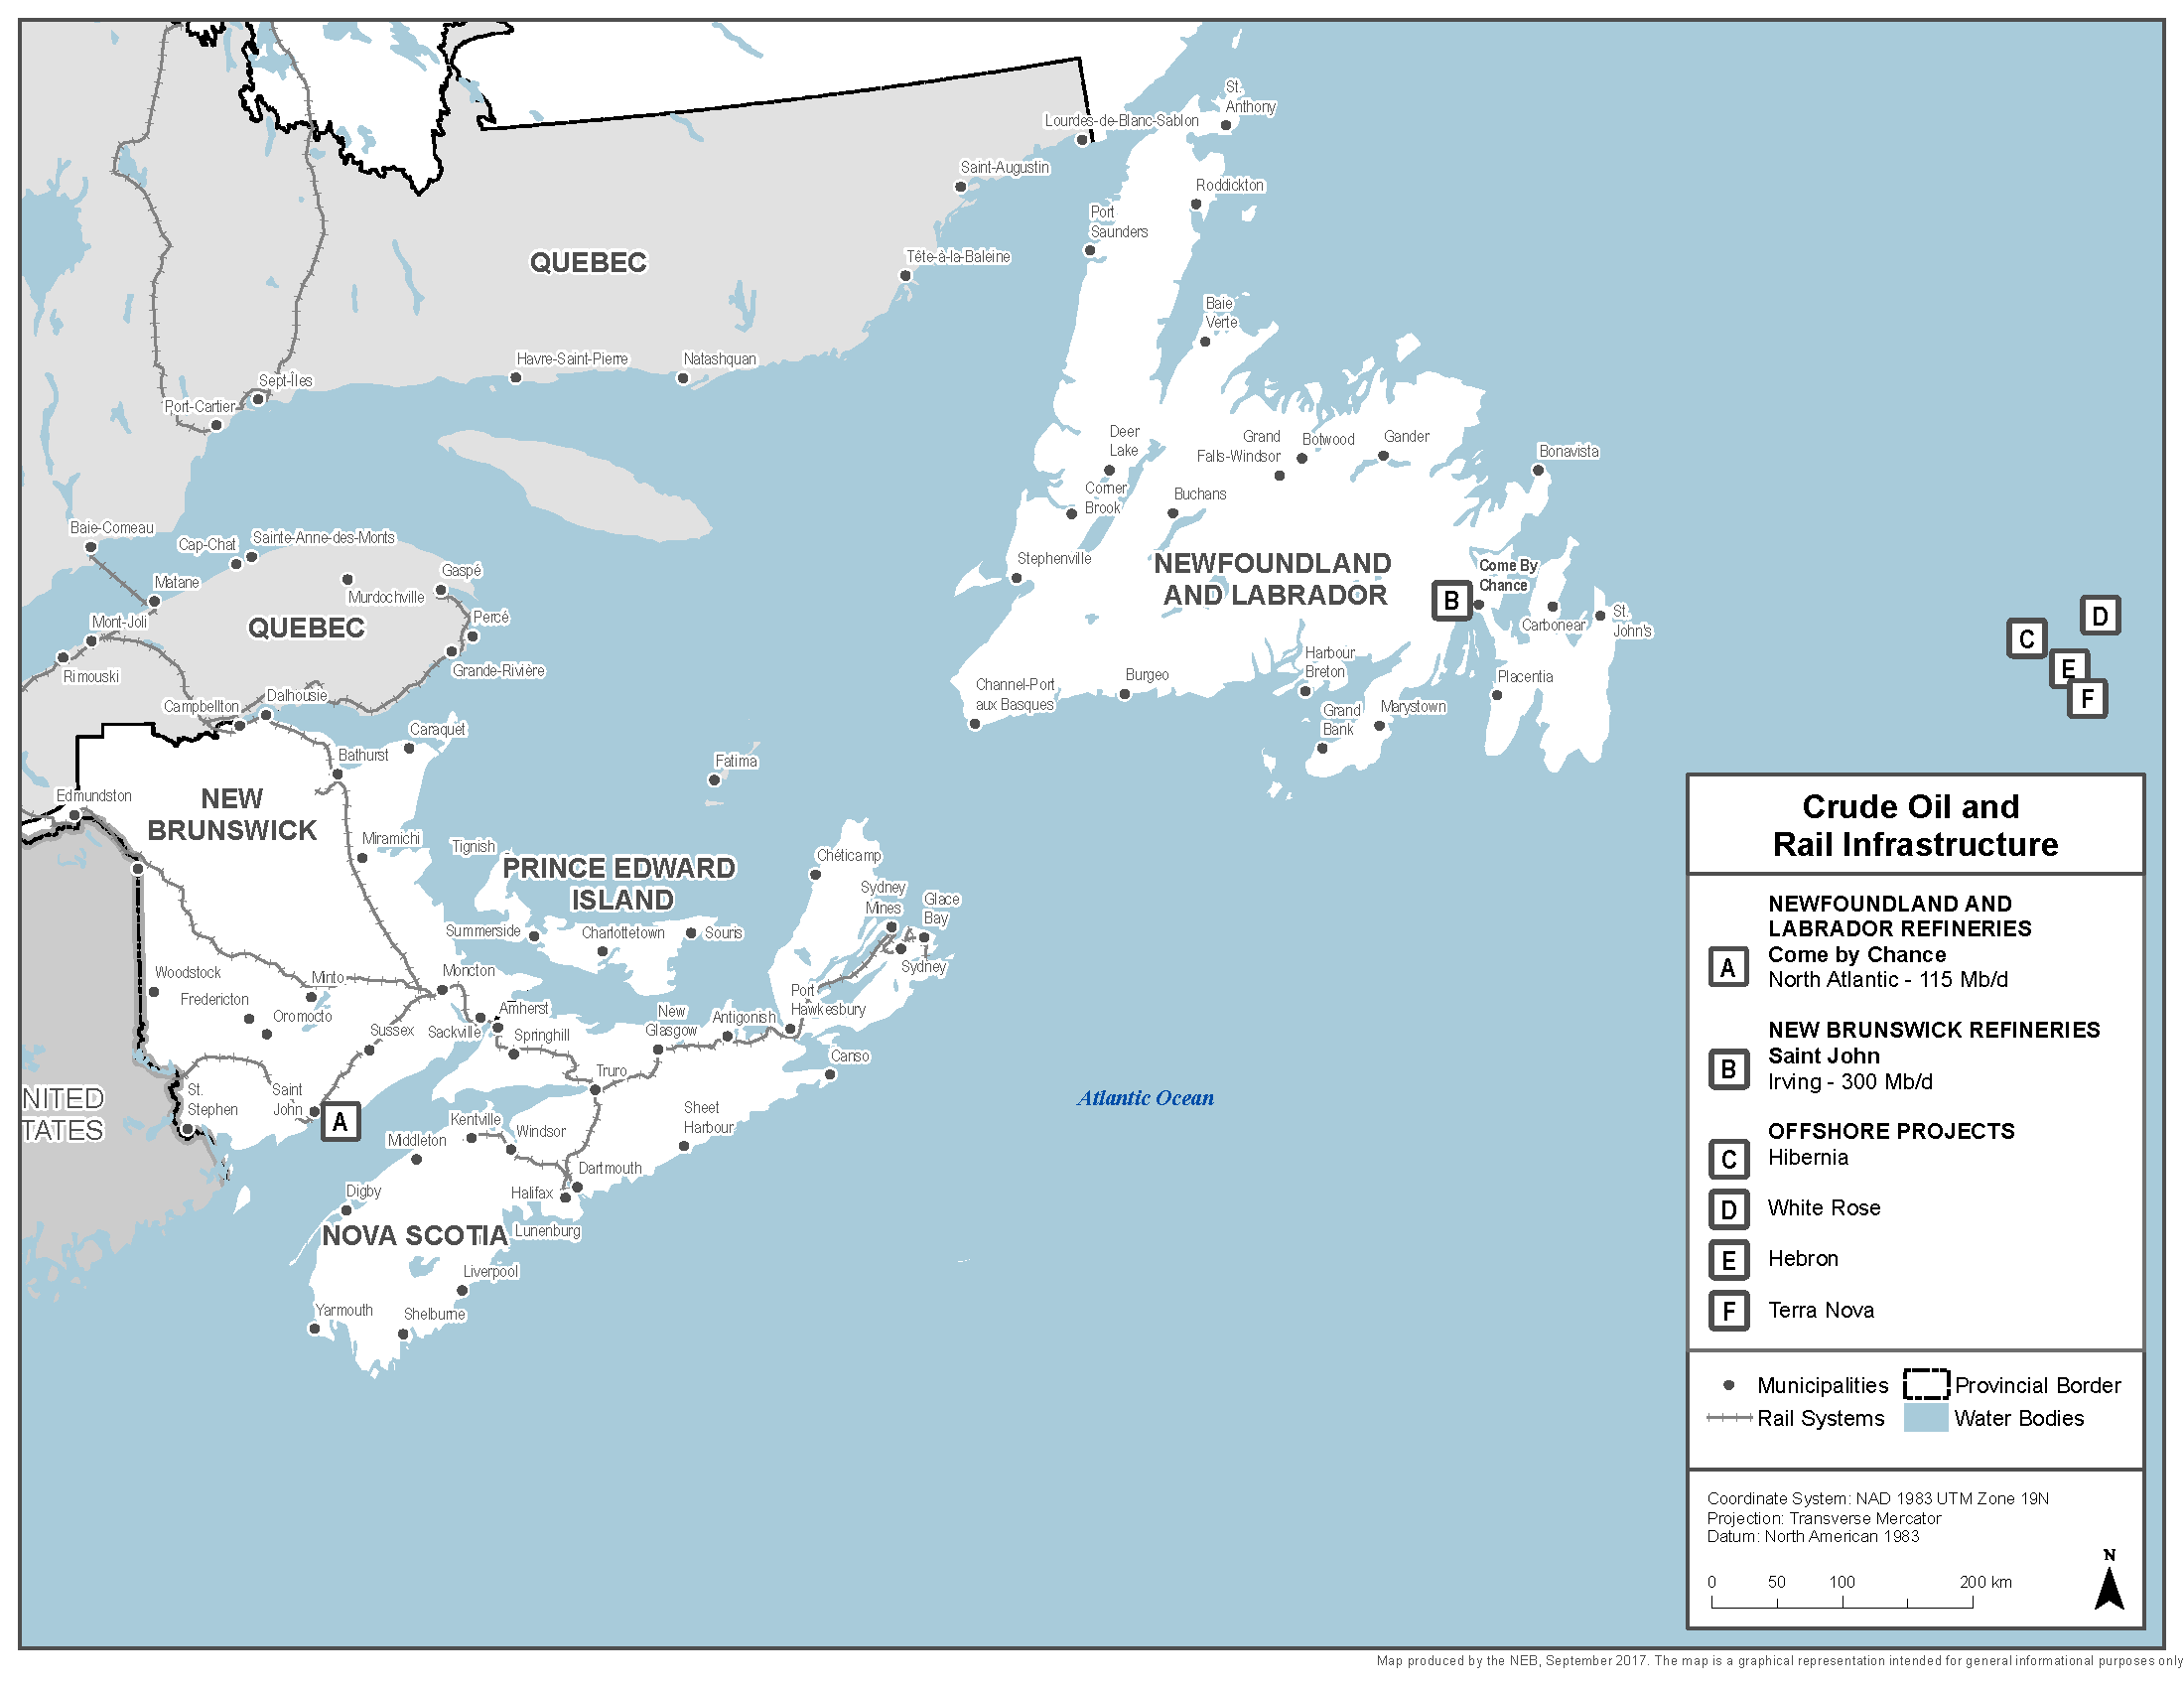 St.
Anthony
Lourdes-de-Blanc-Sablon
Saint-Augustin
Roddickton
Port
Saunders
QUEBEC
Tête-à-la-Baleine
Baie
Verte
Havre-Saint-Pierre
Natashquan
Sept-Îles
Port-Cartier
Deer
Lake
Grand
Falls-Windsor
Botwood
Gander
Bonavista
Corner
Brook
Buchans
Baie-Comeau
Cap-Chat
Sainte-Anne-des-Monts
Stephenville
NEWFOUNDLAND
AND LABRADOR
Come By
Chance
B
Matane
Murdochville
Gaspé
Percé
Mont-Joli
QUEBEC
Carbonear
St.
John's
D
C
E
F
Rimouski
Grande-Rivière
Harbour
Breton
Burgeo
Placentia
Channel-Port
aux Basques
Grand
Bank
Marystown
Campbellton
Dalhousie
Caraquet
Bathurst
Fatima
Edmundston
NEW
BRUNSWICK
Miramichi
Tignish
PRINCE EDWARD
ISLAND
Chéticamp
Sydney
Mines
Glace
Bay
Summerside
Charlottetown
Souris
Sydney
Woodstock
Minto
Moncton
Fredericton
Oromocto
Port
Hawkesbury
Amherst
New
Glasgow
Antigonish
Sussex
Sackville
Springhill
Canso
Truro
NITED
TATES
St.
Stephen
Saint
John
A
Atlantic Ocean
Sheet
Harbour
Kentville
Windsor
Middleton
Dartmouth
Digby
Halifax
NOVA SCOTIA
Lunenburg
Liverpool
Yarmouth
Shelburne
Crude Oil and
Rail Infrastructure
NEWFOUNDLAND AND
LABRADOR REFINERIES
A
Come by Chance
North Atlantic - 115 Mb/d
NEW BRUNSWICK REFINERIES
B
Saint John
Irving - 300 Mb/d
OFFSHORE PROJECTS
C
Hibernia
D
White Rose
E
Hebron
F
Terra Nova
Municipalities
Provincial Border
Rail Systems
Water Bodies
Coordinate System: NAD 1983 UTM Zone 19N
Projection: Transverse Mercator
Datum: North American 1983
N
0 50 100 200 km
Map produced by the NEB, September 2017. The map is a graphical representation intended for general informational purposes only